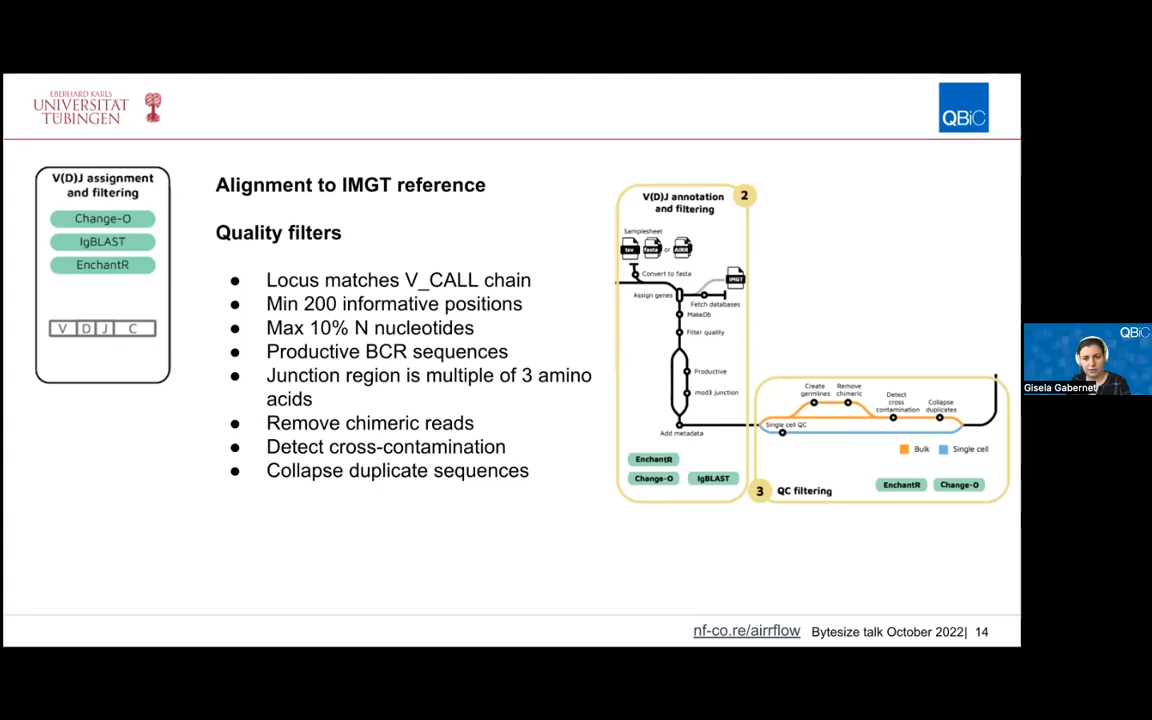 EBERHARD KARLS
UNIVERSITÄT
TÜBINGEN
QBiC
V(D)J assignment
and filtering
Change-O
IgBLAST
EnchantR
V D J C
Alignment to IMGT reference
Quality filters
● Locus matches V_CALL chain
● Min 200 informative positions
● Max 10% N nucleotides
● Productive BCR sequences
● Junction region is multiple of 3 amino
acids
● Remove chimeric reads
● Detect cross-contamination
● Collapse duplicate sequences
V(D)J annotation
and filtering
2
Samplesheet
tsv fasta or AIRR
Convert to fasta
IMGT
Assign genes
Fetch databases
MakeDb
Filter quality
Productive
mod3 junction
Add metadata
EnchantR
Change-O IgBLAST
Create
germlines
Remove
chimeric
Detect
cross
contamination
Collapse
duplicates
Single cell QC
Bulk Single cell
3 QC filtering
EnchantR Change-O
nf-co.re/airrflow Bytesize talk October 2022| 14
QBiC
Gisela Gabernet